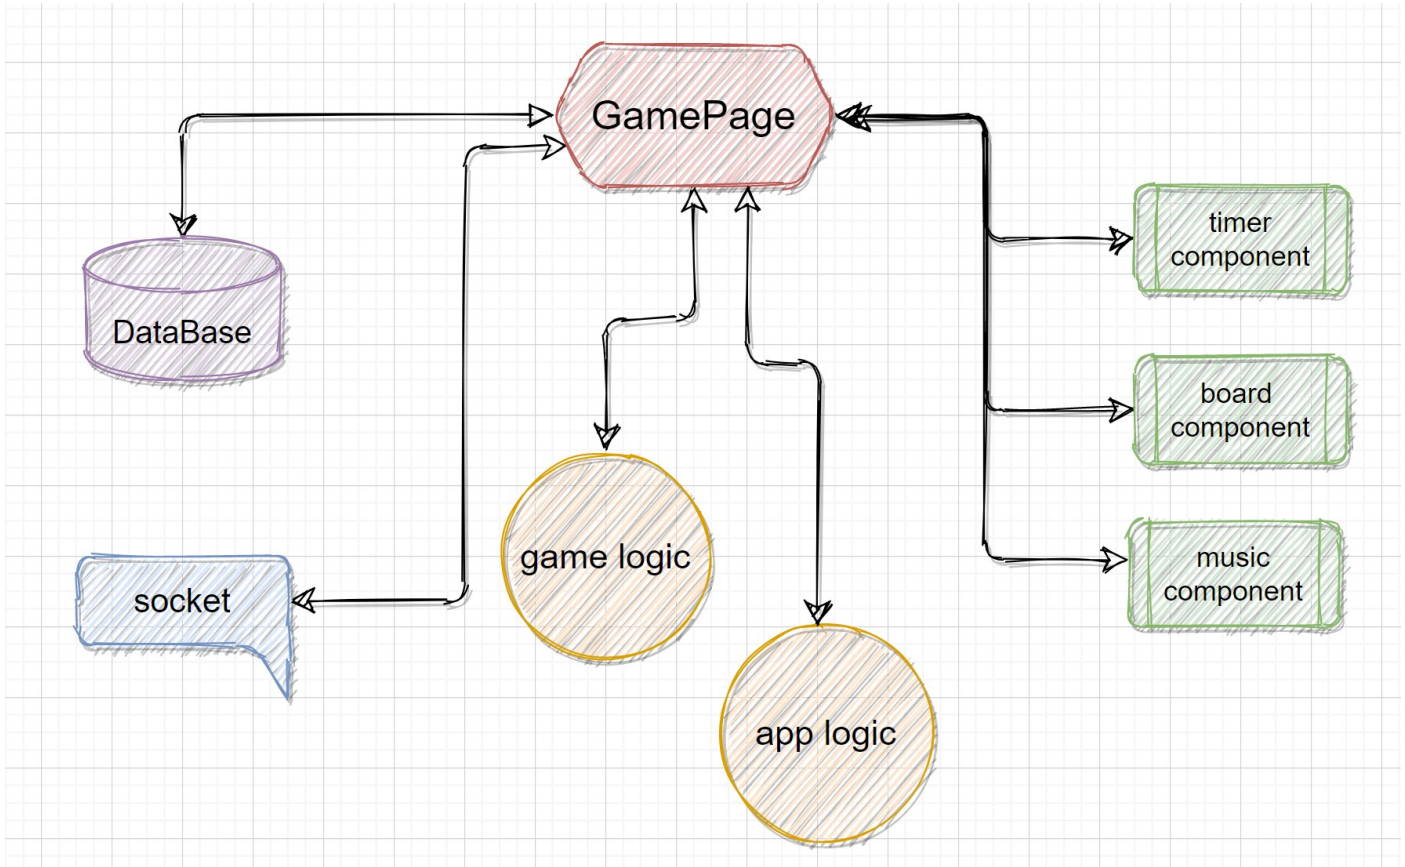 GamePage
timer
component
DataBase
board
component
game logic
socket
music
component
app logic